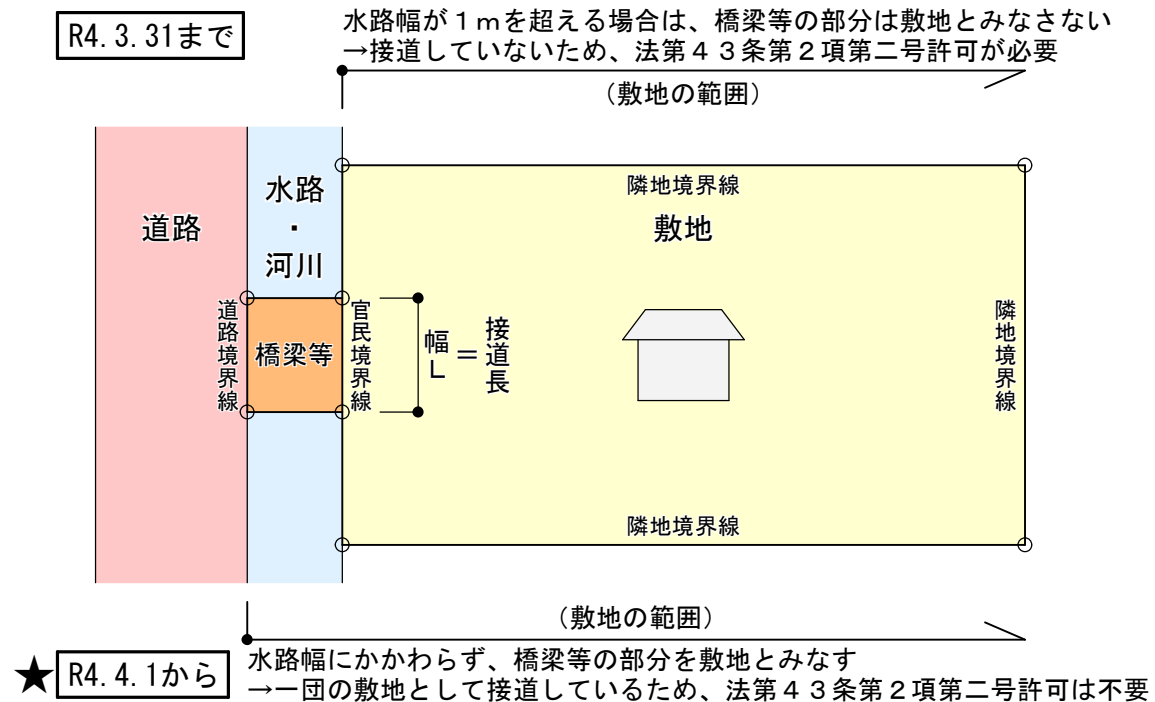 R4.3.31まで
水路幅が１ｍを超える場合は、橋梁等の部分は敷地とみなさない
→接道していないため、法第４３条第２項第二号許可が必要
（敷地の範囲）
隣地境界線
敷地
水路
・
河川
道路
道路境界線
橋梁等
官民境界線
幅Ｌ
＝
接道長
隣地境界線
隣地境界線
（敷地の範囲）
★
R4.4.1から
水路幅にかかわらず、橋梁等の部分を敷地とみなす
→一団の敷地として接道しているため、法第４３条第２項第二号許可は不要